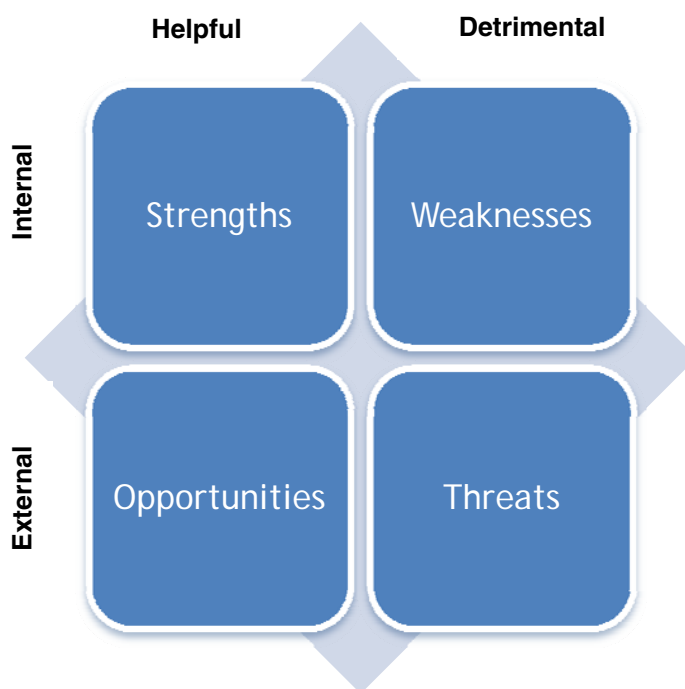 Helpful
Detrimental
Internal
Strengths
Weaknesses
External
Opportunities
Threats